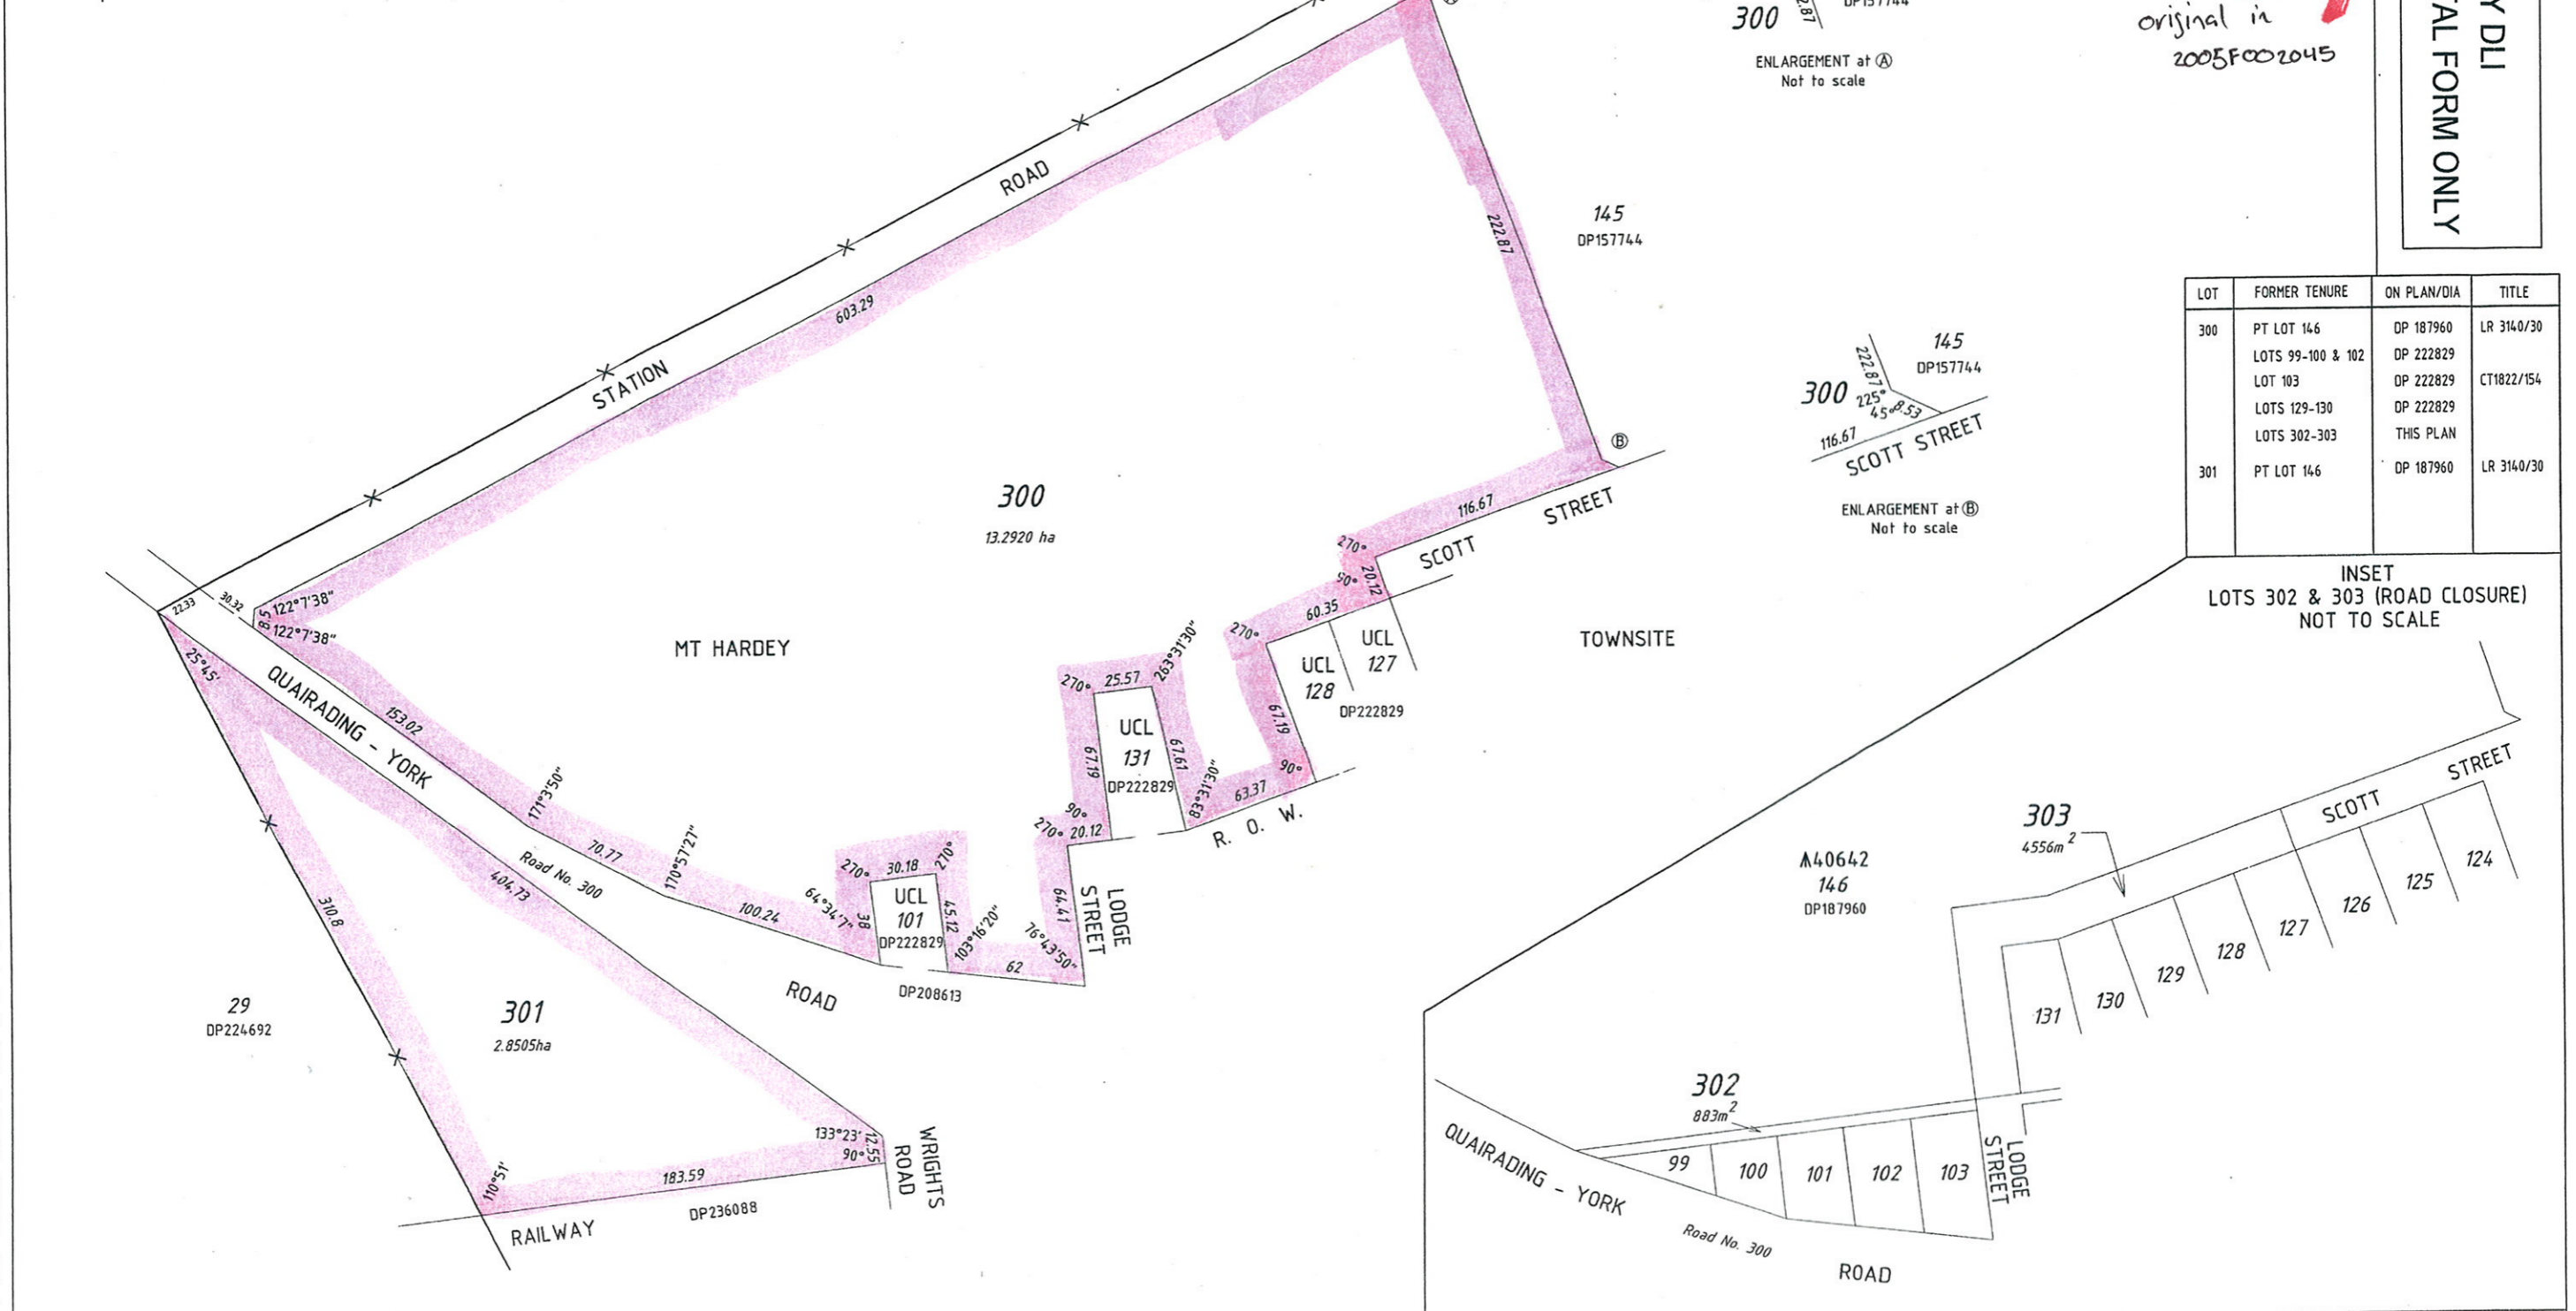 300
2.87
DP157744
ENLARGEMENT at Ⓐ
Not to scale
original in
2005F002045
Y DLI
TAL FORM ONLY
STATION ROAD
603.29
222.87
145
DP157744
Ⓑ
300
13.2920 ha
MT HARDEY
TOWNSITE
222.87
145
DP157744
300
225°
45°
8.53
116.67
SCOTT STREET
ENLARGEMENT at Ⓑ
Not to scale
LOT FORMER TENURE ON PLAN/DIA TITLE
300 PT LOT 146 DP 187960 LR 3140/30
LOTS 99-100 & 102 DP 222829
LOT 103 DP 222829 CT1822/154
LOTS 129-130 DP 222829
LOTS 302-303 THIS PLAN
301 PT LOT 146 DP 187960 LR 3140/30
116.67
SCOTT STREET
270°
20.12
90°
60.35
270°
UCL
127
UCL
128
DP222829
67.19
90°
63.37
R. O. W.
83°31'30"
263°31'30"
25.57
270°
UCL
131
DP222829
67.61
67.19
90°
20.12
270°
64.41
LODGE
STREET
76°43'50"
62
103°16'20"
270°
30.18
270°
UCL
101
DP222829
45.12
38
64°34'7"
100.24
170°57'27"
70.77
171°3'50"
153.02
122°7'38"
8.5
122°7'38"
30.32
22.33
25°45'
QUAIRADING - YORK
Road No. 300
ROAD
DP208613
404.73
310.8
29
DP224692
301
2.8505ha
133°23'
12.55
90°
WRIGHTS
ROAD
110°51'
183.59
DP236088
RAILWAY
INSET
LOTS 302 & 303 (ROAD CLOSURE)
NOT TO SCALE
303
4556m²
SCOTT STREET
40642
146
DP187960
131
130
129
128
127
126
125
124
302
883m²
99
100
101
102
103
LODGE
STREET
QUAIRADING - YORK
Road No. 300
ROAD